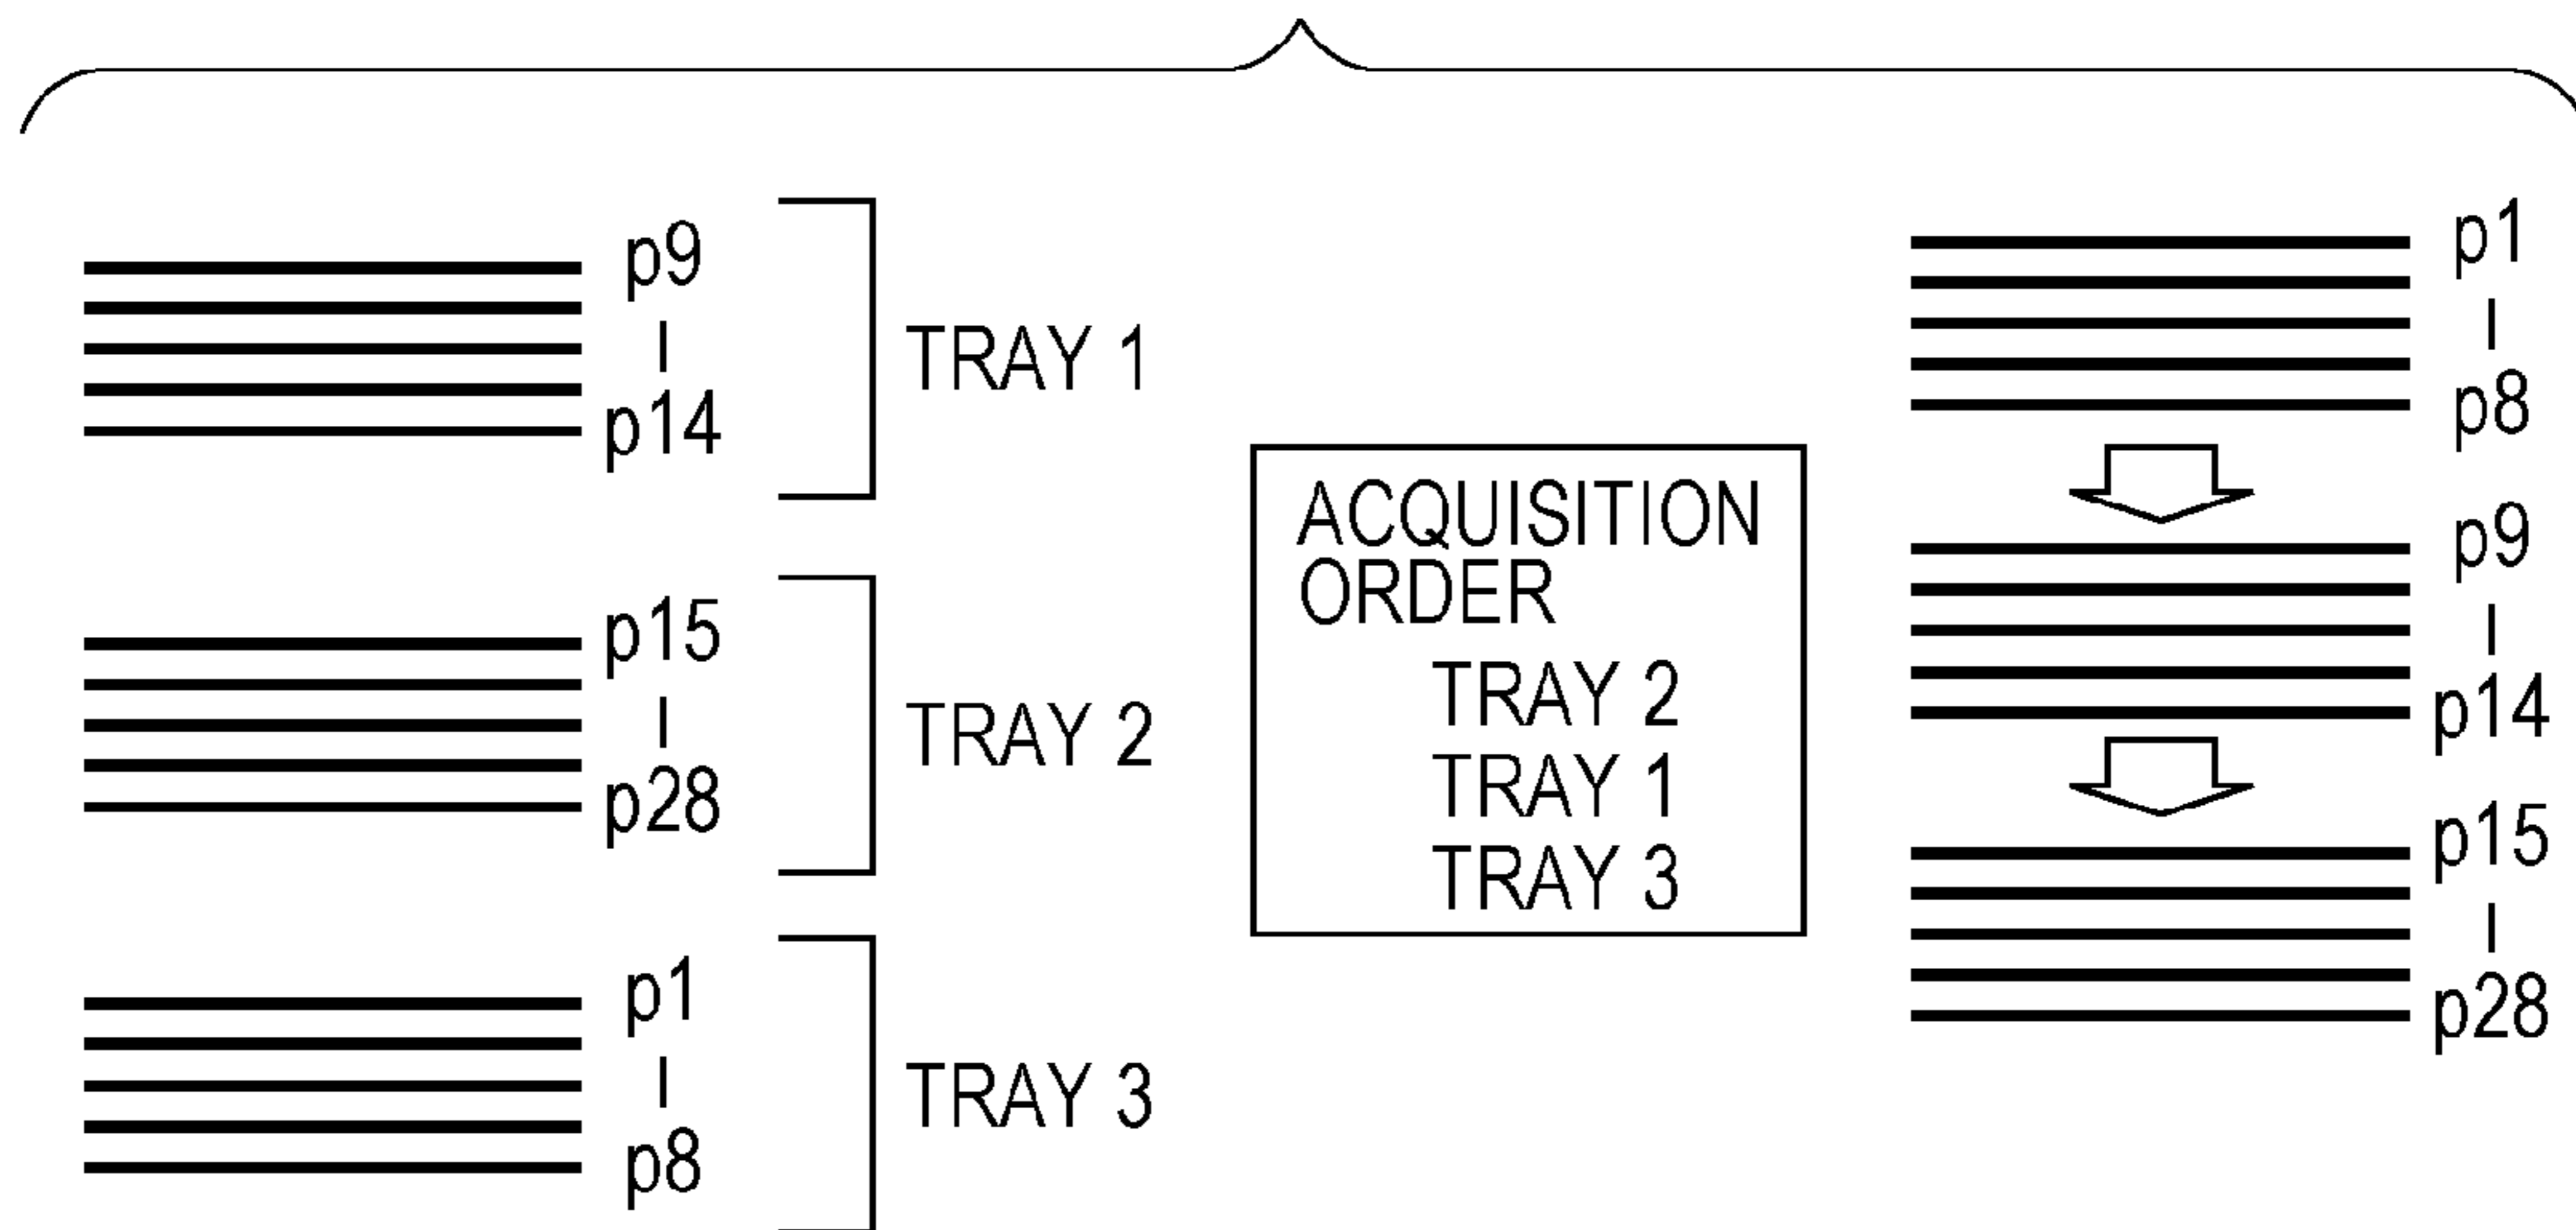 p9
|
p14
TRAY 1
p15
|
p28
TRAY 2
p1
|
p8
TRAY 3
ACQUISITION
ORDER
TRAY 2
TRAY 1
TRAY 3
p1
|
p8
p9
|
p14
p15
|
p28